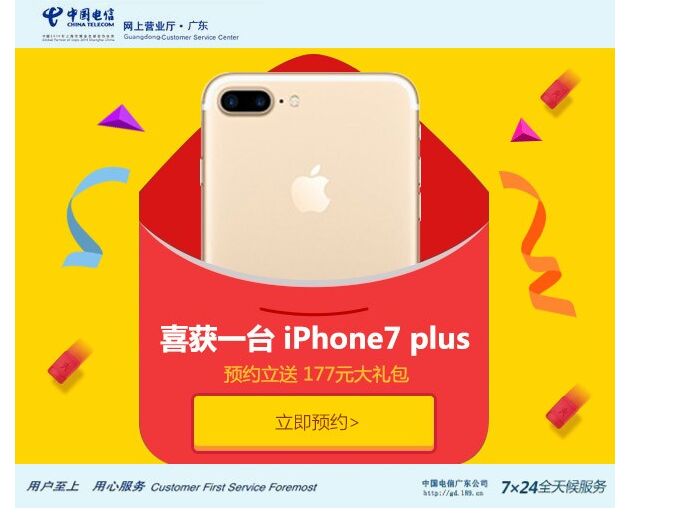 中国电信
CHINA TELECOM
网上营业厅·广东
Guangdong·Customer Service Center
喜获一台 iPhone7 plus
预约立送 177元大礼包
立即预约>
用户至上 用心服务 Customer First Service Foremost
中国电信广东公司
http://gd.189.cn
7×24全天候服务